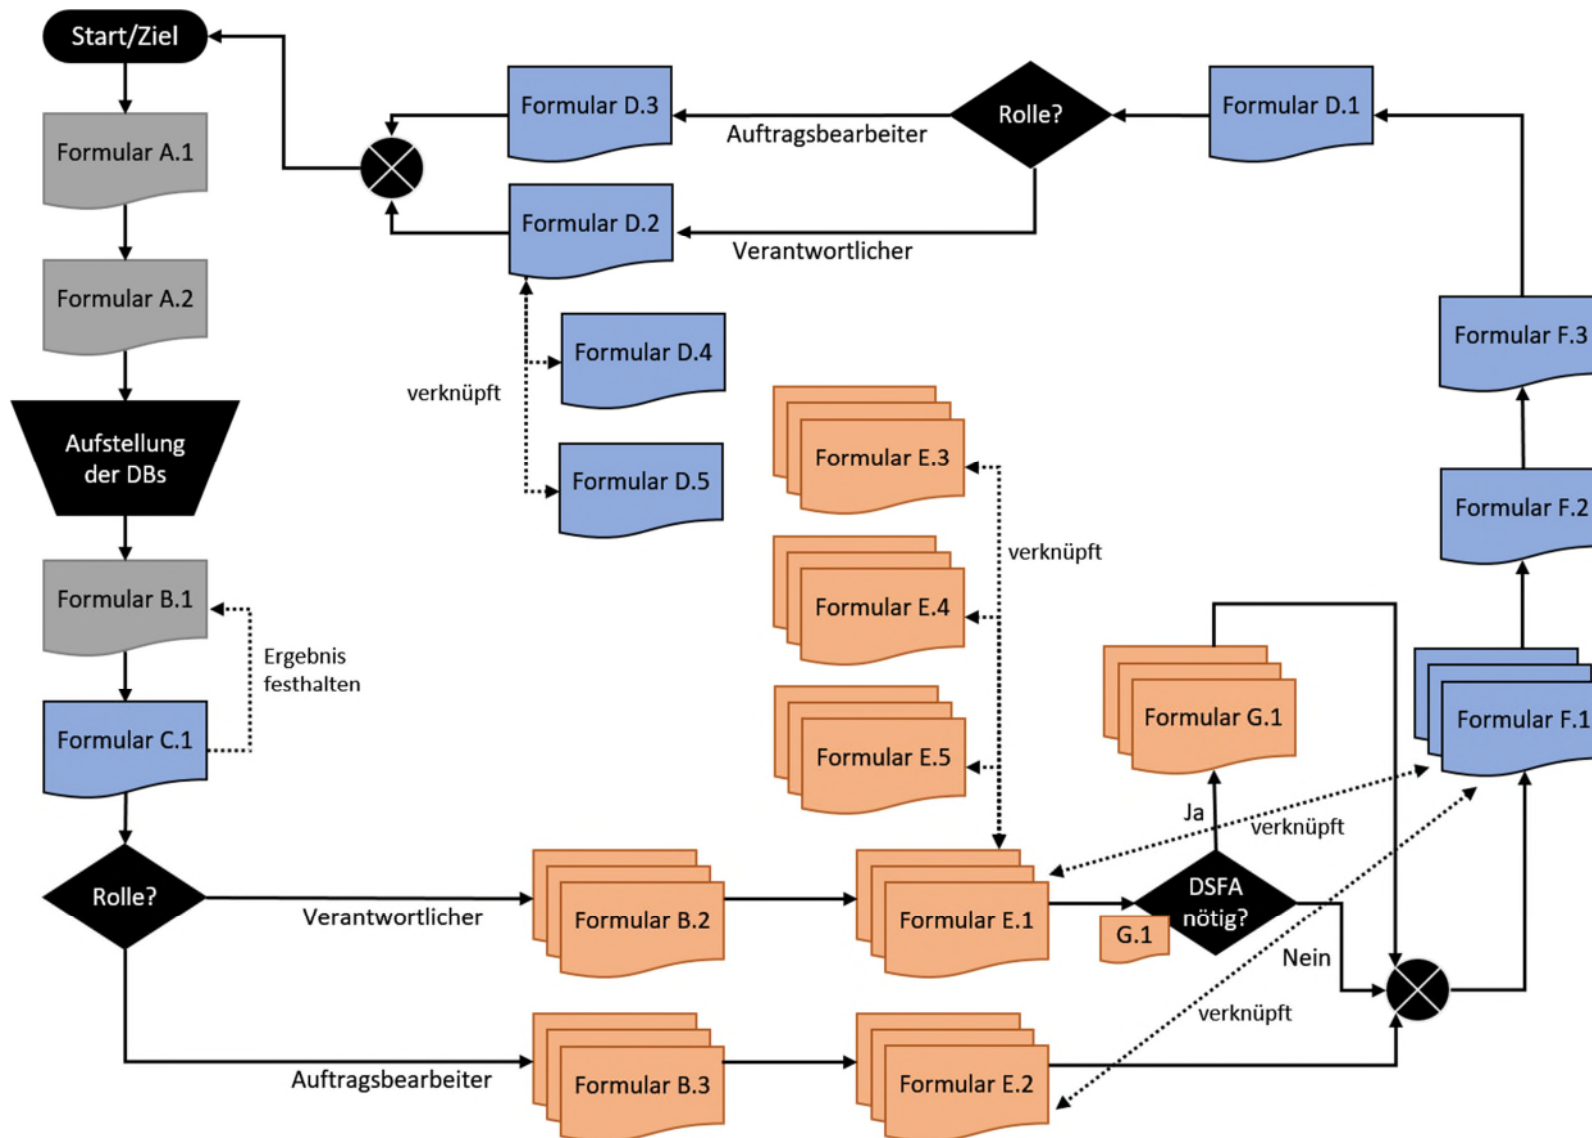 Start/Ziel
Formular A.1
Formular A.2
Aufstellung
der DBs
Formular B.1
Ergebnis
festhalten
Formular C.1
Rolle?
Verantwortlicher
Auftragsbearbeiter
Formular B.2
Formular B.3
Formular E.1
Formular E.2
Formular E.3
Formular E.4
Formular E.5
verknüpft
DSFA
nötig?
G.1
Ja
Nein
Formular G.1
verknüpft
verknüpft
Formular F.1
Formular F.2
Formular F.3
Formular D.1
Rolle?
Auftragsbearbeiter
Verantwortlicher
Formular D.3
Formular D.2
verknüpft
Formular D.4
Formular D.5